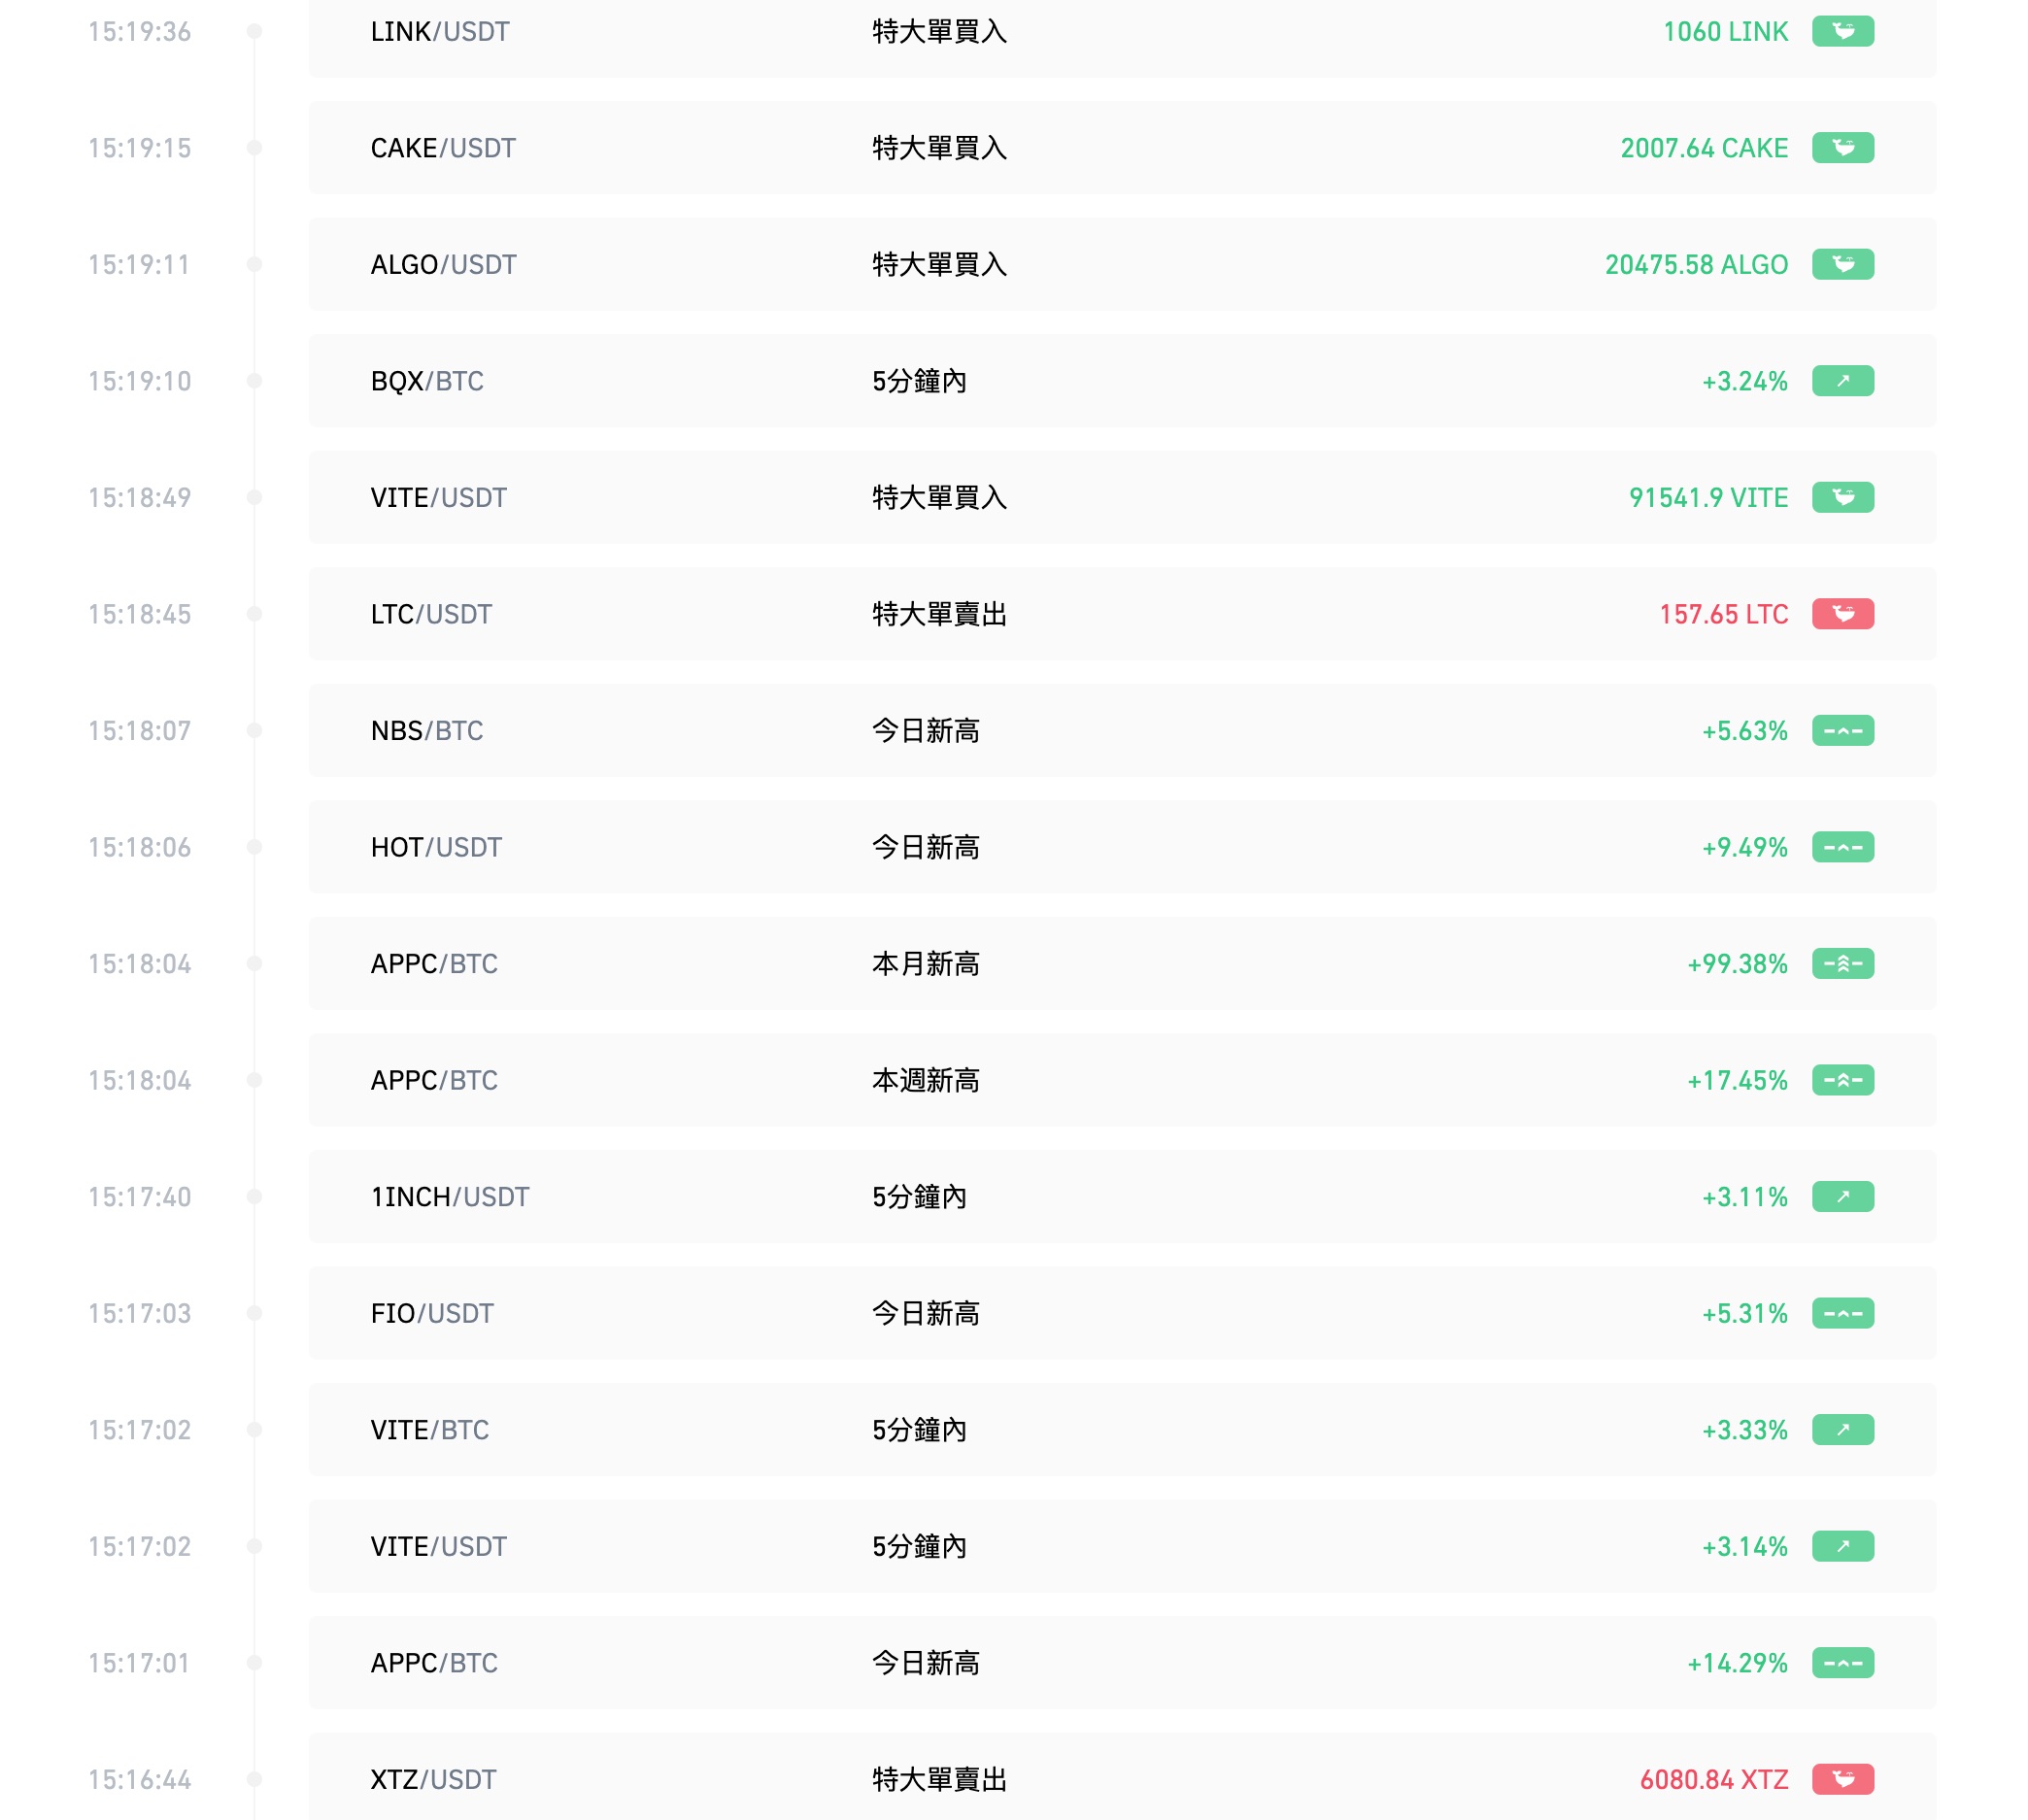 15:19:36 LINK/USDT 特大單買入 1060 LINK
15:19:15 CAKE/USDT 特大單買入 2007.64 CAKE
15:19:11 ALGO/USDT 特大單買入 20475.58 ALGO
15:19:10 BQX/BTC 5分鐘內 +3.24%
15:18:49 VITE/USDT 特大單買入 91541.9 VITE
15:18:45 LTC/USDT 特大單賣出 157.65 LTC
15:18:07 NBS/BTC 今日新高 +5.63%
15:18:06 HOT/USDT 今日新高 +9.49%
15:18:04 APPC/BTC 本月新高 +99.38%
15:18:04 APPC/BTC 本週新高 +17.45%
15:17:40 1INCH/USDT 5分鐘內 +3.11%
15:17:03 FIO/USDT 今日新高 +5.31%
15:17:02 VITE/BTC 5分鐘內 +3.33%
15:17:02 VITE/USDT 5分鐘內 +3.14%
15:17:01 APPC/BTC 今日新高 +14.29%
15:16:44 XTZ/USDT 特大單賣出 6080.84 XTZ